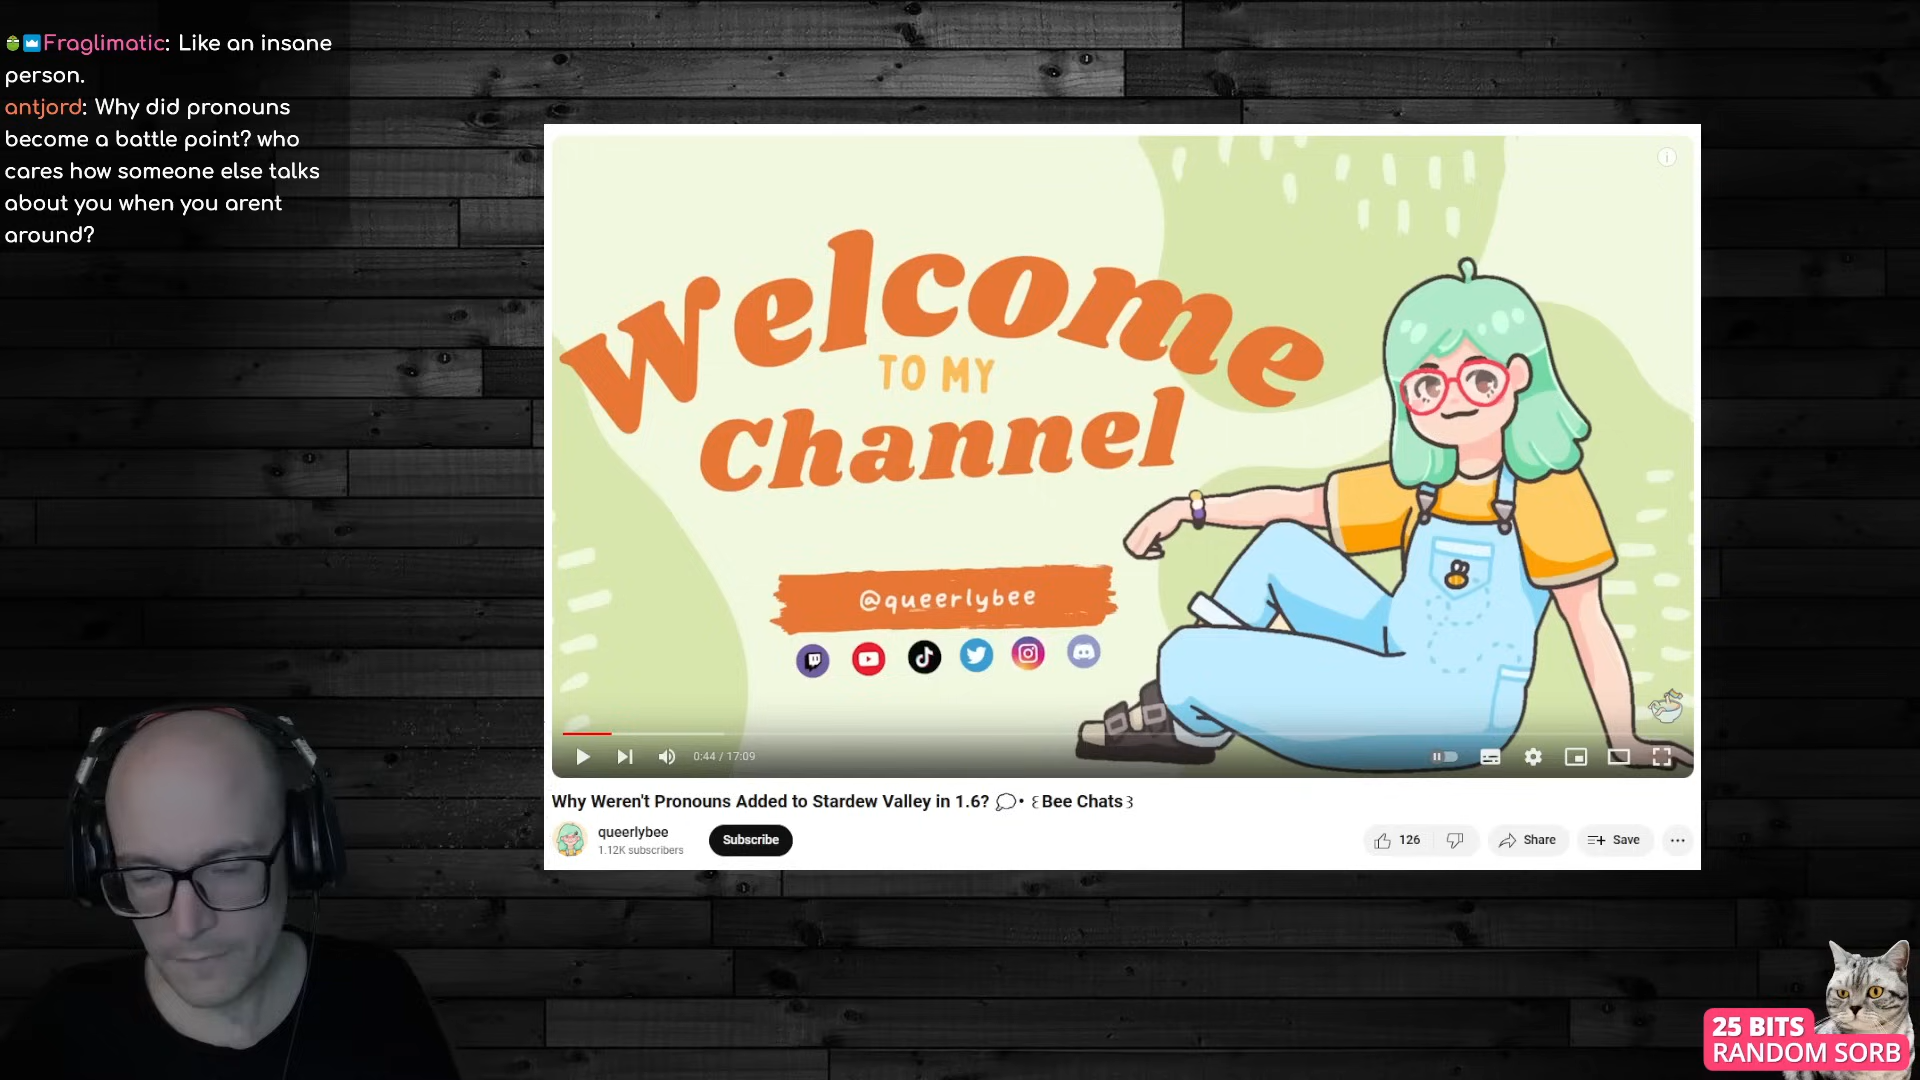 Fraglimatic: Like an insane
person.
antjord: Why did pronouns
become a battle point? who
cares how someone else talks
about you when you arent
around?
Welcome
TO MY
Channel
@queerlybee
0:44 / 17:09
Why Weren't Pronouns Added to Stardew Valley in 1.6? 💭• ꒰Bee Chats꒱
queerlybee
1.12K subscribers
Subscribe
126
Share
Save
25 BITS
RANDOM SORB